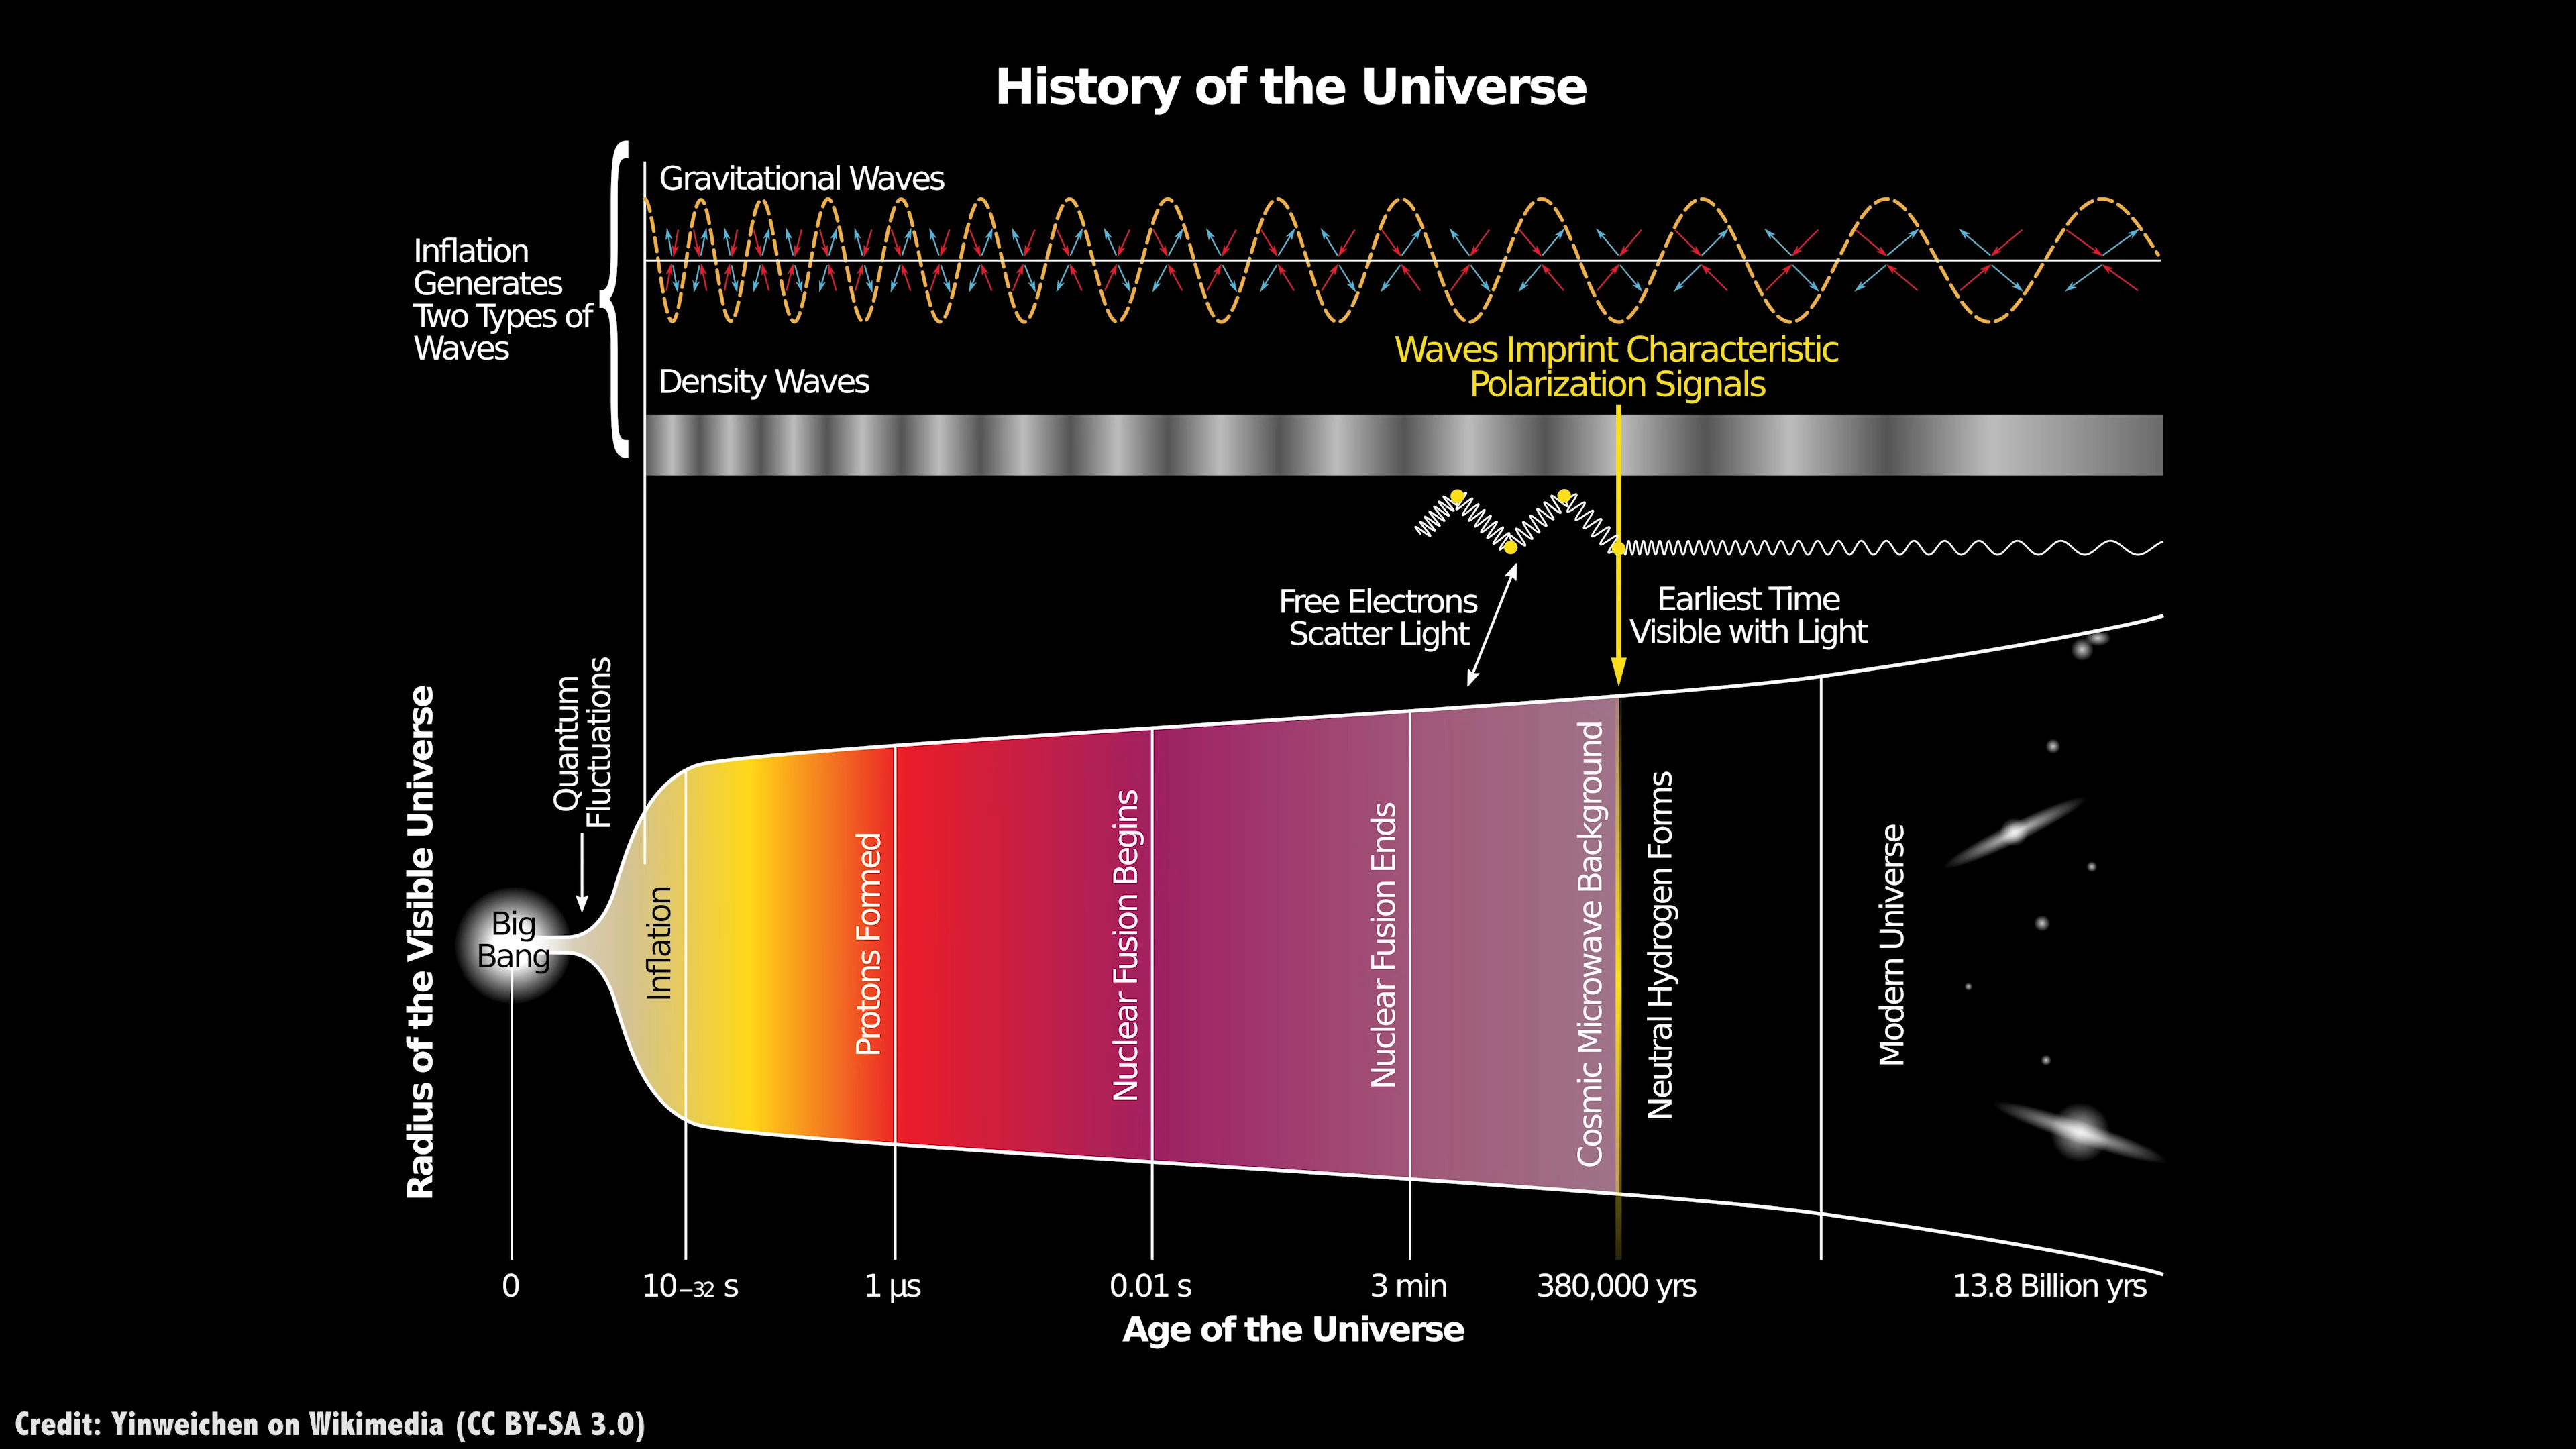 History of the Universe
Gravitational Waves
Inflation
Generates
Two Types of
Waves
Waves Imprint Characteristic
Polarization Signals
Density Waves
Free Electrons
Scatter Light
Earliest Time
Visible with Light
Radius of the Visible Universe
Quantum
Fluctuations
Big
Bang
Inflation
Protons Formed
Nuclear Fusion Begins
Nuclear Fusion Ends
Cosmic Microwave Background
Neutral Hydrogen Forms
Modern Universe
0
10–32 s
1 µs
0.01 s
3 min
380,000 yrs
13.8 Billion yrs
Age of the Universe
Credit: Yinweichen on Wikimedia (CC BY-SA 3.0)